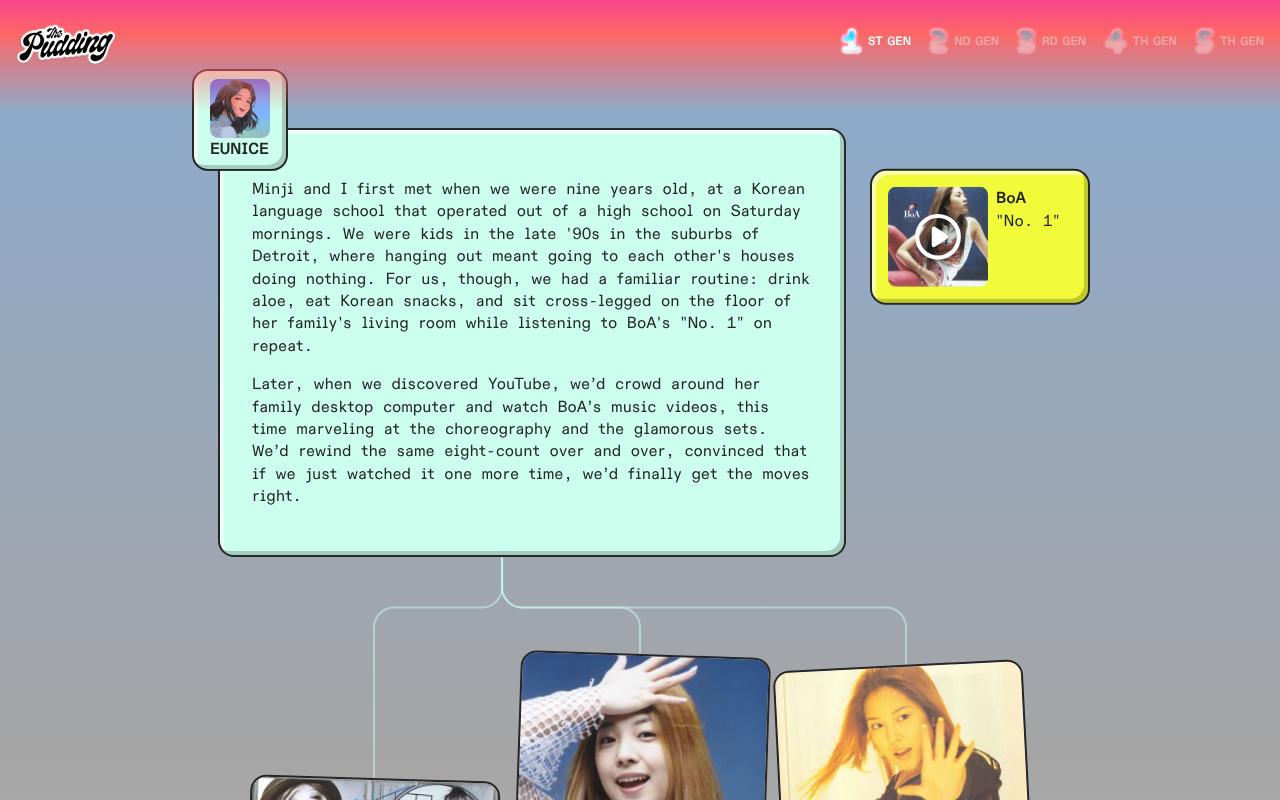 The Pudding
1 ST GEN
2 ND GEN
3 RD GEN
4 TH GEN
5 TH GEN
EUNICE
Minji and I first met when we were nine years old, at a Korean
language school that operated out of a high school on Saturday
mornings. We were kids in the late '90s in the suburbs of
Detroit, where hanging out meant going to each other's houses
doing nothing. For us, though, we had a familiar routine: drink
aloe, eat Korean snacks, and sit cross-legged on the floor of
her family's living room while listening to BoA's "No. 1" on
repeat.
Later, when we discovered YouTube, we’d crowd around her
family desktop computer and watch BoA’s music videos, this
time marveling at the choreography and the glamorous sets.
We’d rewind the same eight-count over and over, convinced that
if we just watched it one more time, we’d finally get the moves
right.
BoA
BoA
"No. 1"